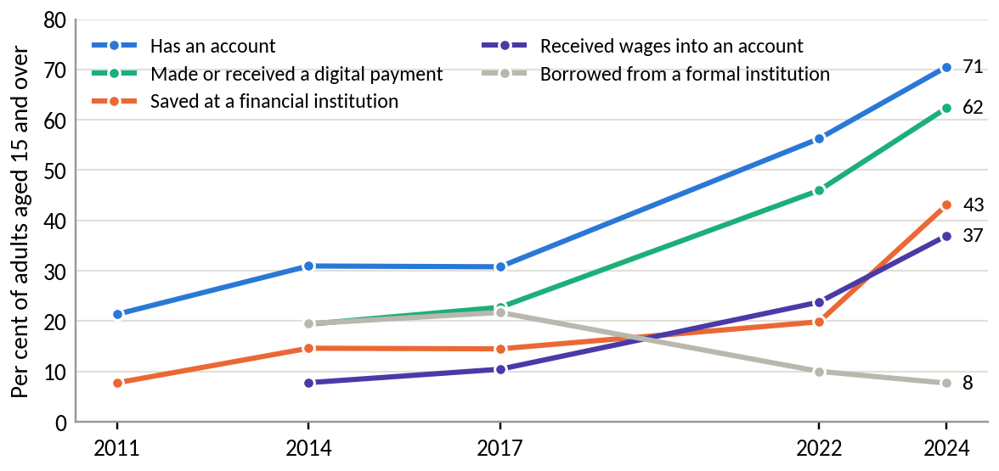 Per cent of adults aged 15 and over
80
70
60
50
40
30
20
10
0
Has an account
Made or received a digital payment
Saved at a financial institution
Received wages into an account
Borrowed from a formal institution
71
62
43
37
8
2011 2014 2017 2022 2024